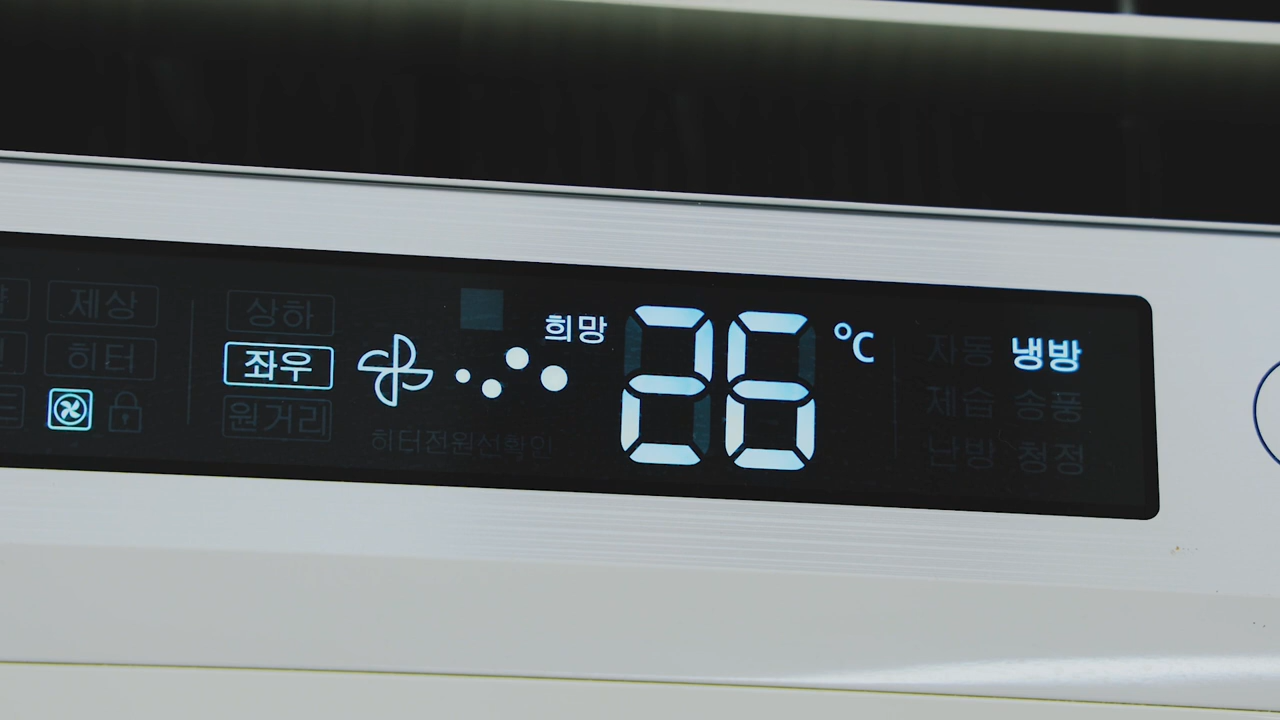 제상
히터
상하
좌우
원거리
희망
26°C
히터전원선확인
자동 냉방
제습 송풍
난방 청정